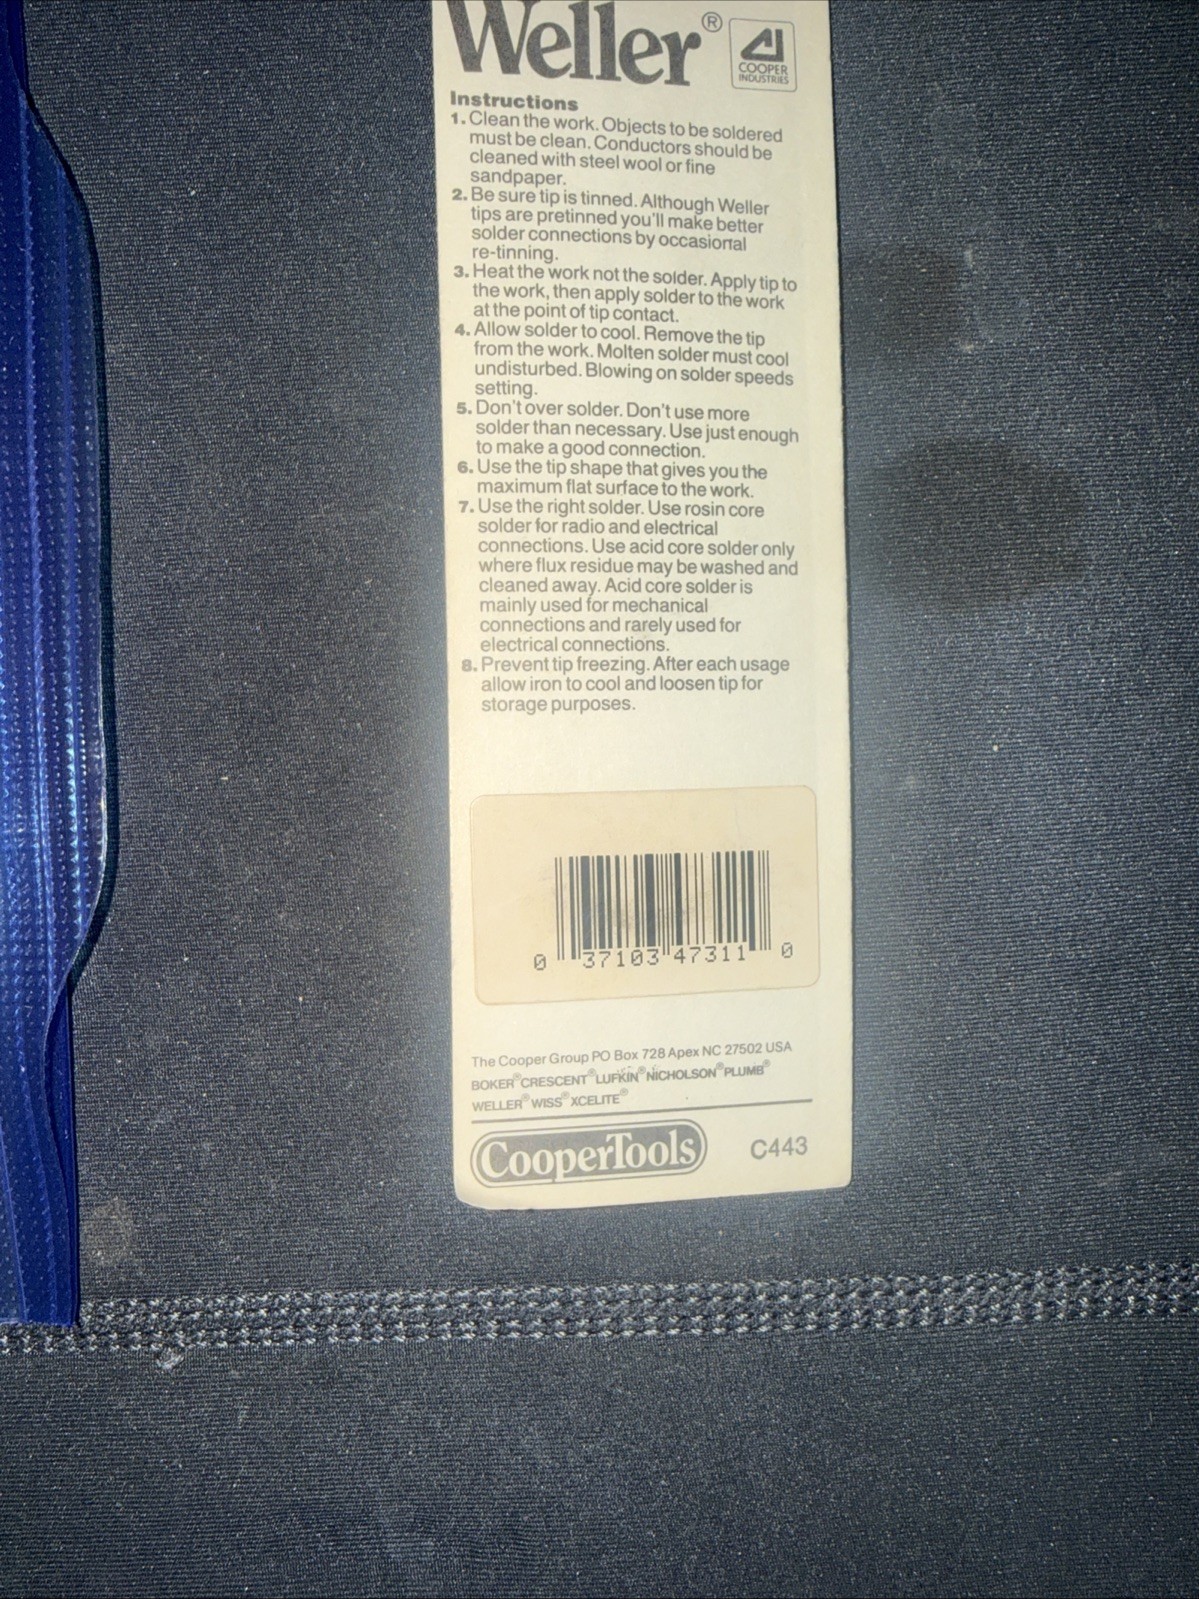 Weller®
AI
COOPER
INDUSTRIES
Instructions
1. Clean the work. Objects to be soldered
must be clean. Conductors should be
cleaned with steel wool or fine
sandpaper.
2. Be sure tip is tinned. Although Weller
tips are pretinned you'll make better
solder connections by occasional
re-tinning.
3. Heat the work not the solder. Apply tip to
the work, then apply solder to the work
at the point of tip contact.
4. Allow solder to cool. Remove the tip
from the work. Molten solder must cool
undisturbed. Blowing on solder speeds
setting.
5. Don't over solder. Don't use more
solder than necessary. Use just enough
to make a good connection.
6. Use the tip shape that gives you the
maximum flat surface to the work.
7. Use the right solder. Use rosin core
solder for radio and electrical
connections. Use acid core solder only
where flux residue may be washed and
cleaned away. Acid core solder is
mainly used for mechanical
connections and rarely used for
electrical connections.
8. Prevent tip freezing. After each usage
allow iron to cool and loosen tip for
storage purposes.
0 37103 47311 0
The Cooper Group PO Box 728 Apex NC 27502 USA
BOKER® CRESCENT® LUFKIN® NICHOLSON® PLUMB®
WELLER® WISS® XCELITE®
CooperTools C443